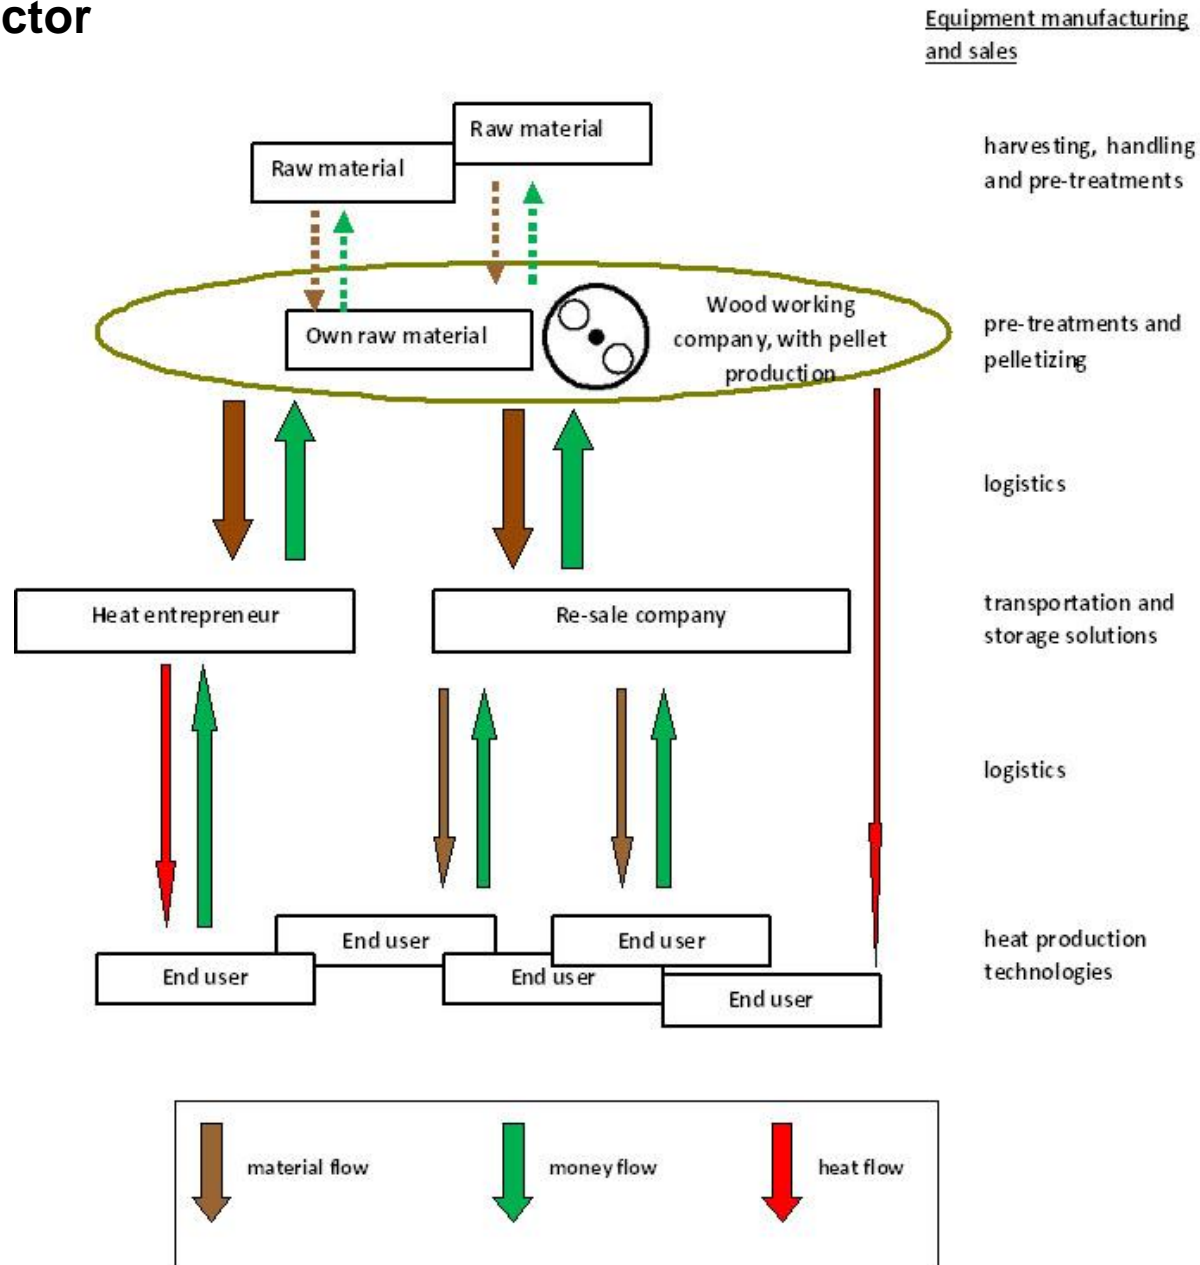 ctor
Equipment manufacturing
and sales
Raw material
Raw material
harvesting, handling
and pre-treatments
Own raw material
Wood working
company, with pellet
production
pre-treatments and
pelletizing
logistics
Heat entrepreneur
Re-sale company
transportation and
storage solutions
logistics
End user
End user
End user
End user
End user
heat production
technologies
material flow
money flow
heat flow